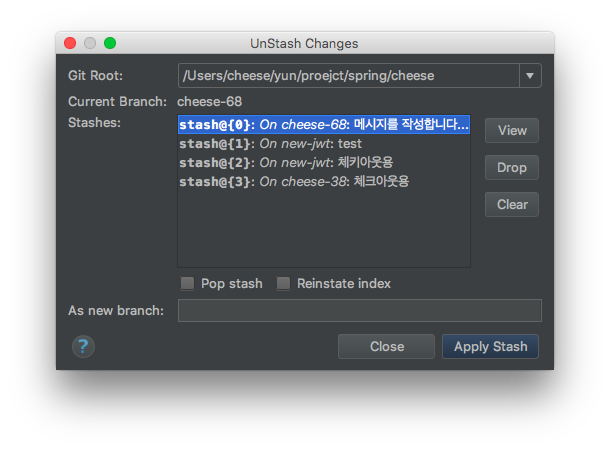 UnStash Changes
Git Root: /Users/cheese/yun/proejct/spring/cheese
Current Branch: cheese-68
Stashes:
stash@{0}: On cheese-68: 메시지를 작성합니다...
stash@{1}: On new-jwt: test
stash@{2}: On new-jwt: 체키아웃용
stash@{3}: On cheese-38: 체크아웃용
View
Drop
Clear
Pop stash Reinstate index
As new branch:
? Close Apply Stash